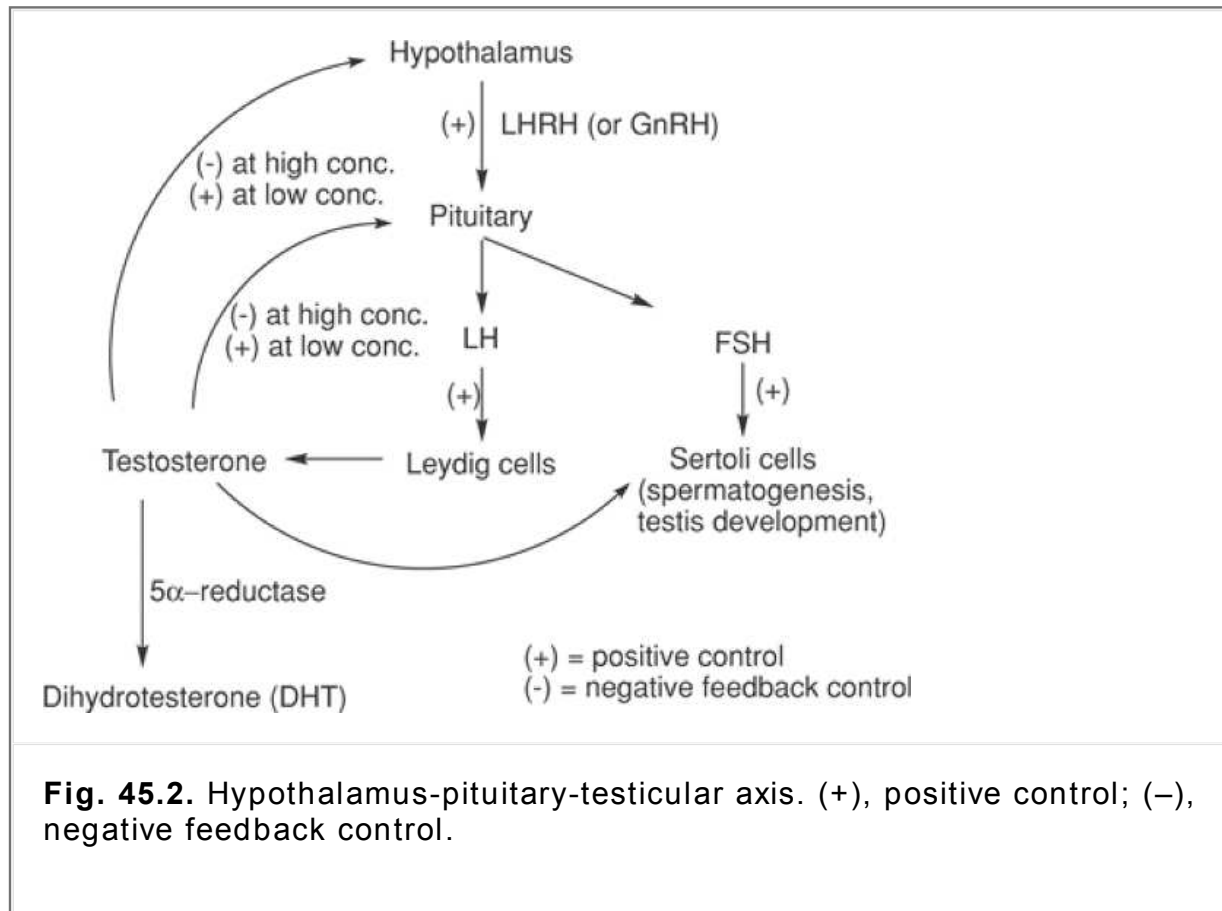 Hypothalamus
(+) LHRH (or GnRH)
(-) at high conc.
(+) at low conc.
Pituitary
(-) at high conc.
(+) at low conc.
LH
FSH
(+)
(+)
Testosterone
Leydig cells
Sertoli cells
(spermatogenesis,
testis development)
5α–reductase
(+) = positive control
(-) = negative feedback control
Dihydrotesterone (DHT)
Fig. 45.2. Hypothalamus-pituitary-testicular axis. (+), positive control; (–),
negative feedback control.